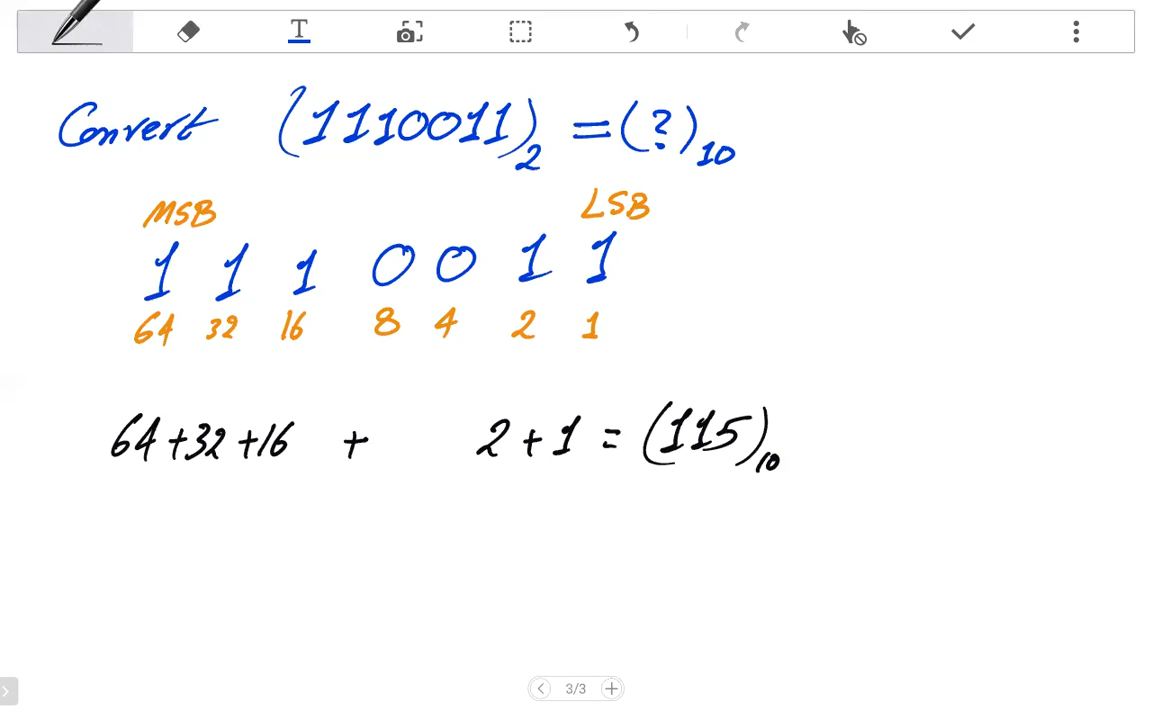 T
Convert (1110011)2 = (?)10
MSB LSB
1 1 1 0 0 1 1
64 32 16 8 4 2 1
64+32+16 + 2+1 = (115)10
3/3